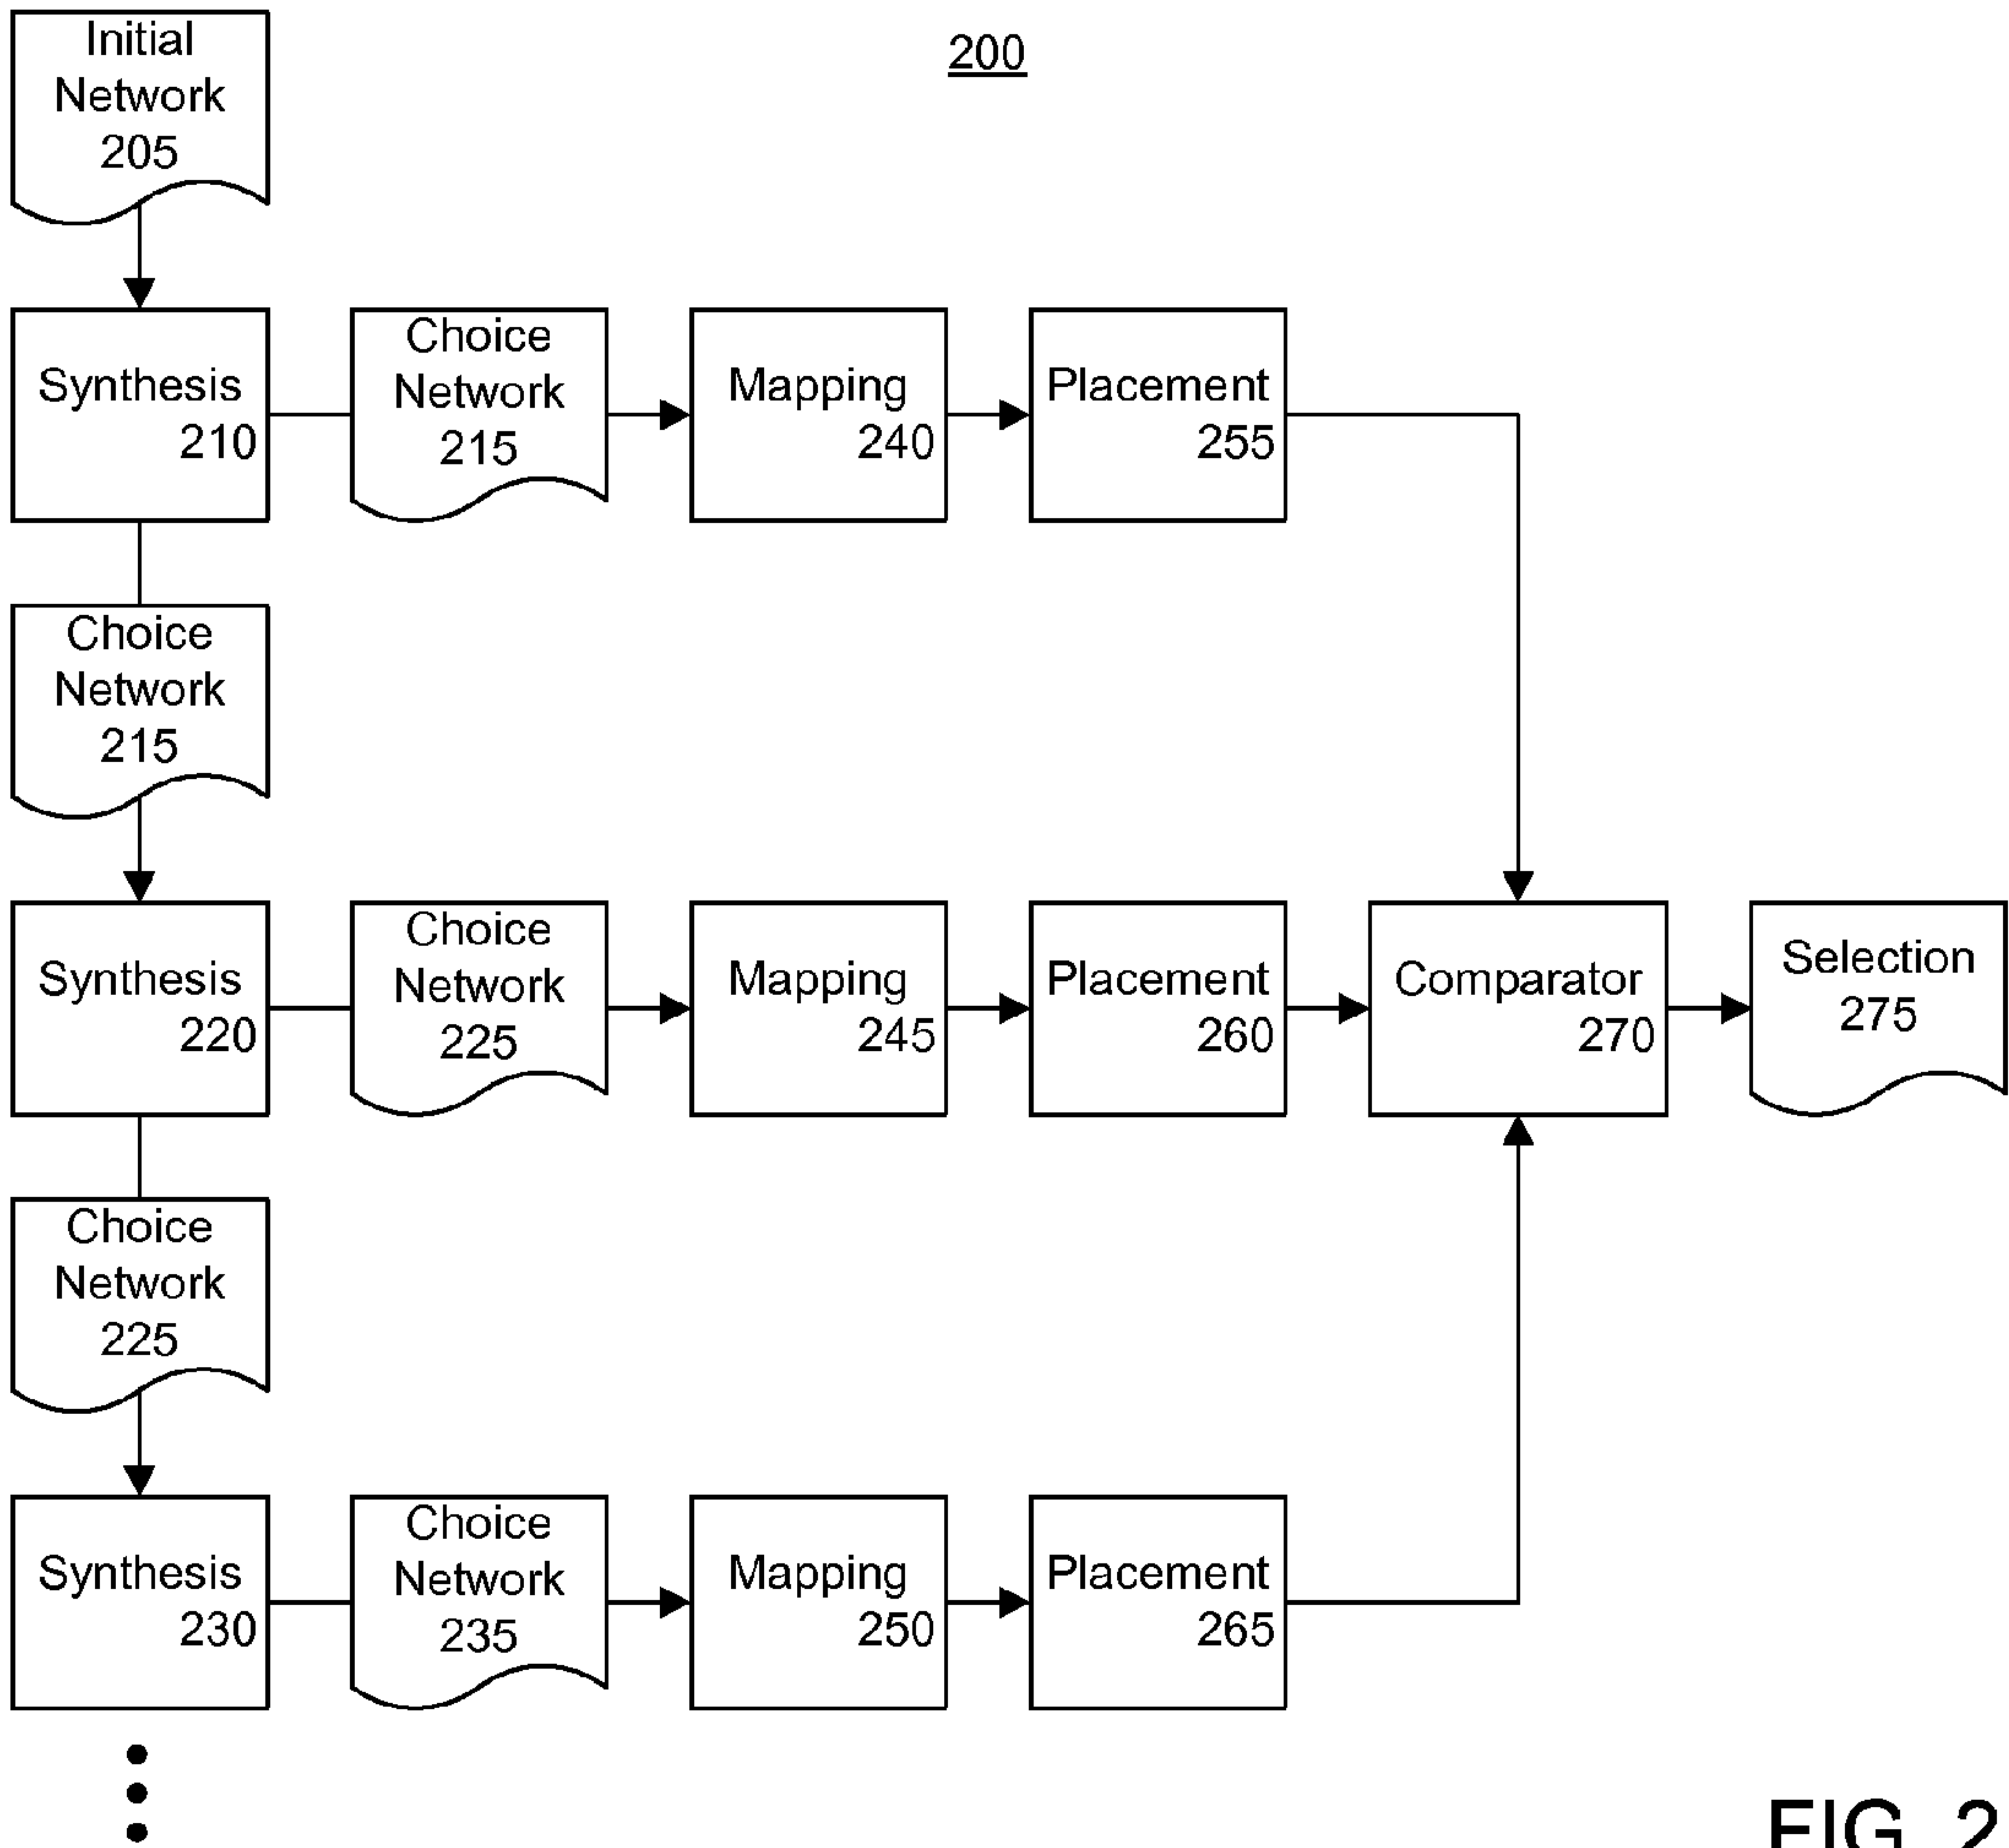 Initial
Network
205
200
Synthesis
210
Choice
Network
215
Mapping
240
Placement
255
Choice
Network
215
Synthesis
220
Choice
Network
225
Mapping
245
Placement
260
Comparator
270
Selection
275
Choice
Network
225
Synthesis
230
Choice
Network
235
Mapping
250
Placement
265
FIG. 2